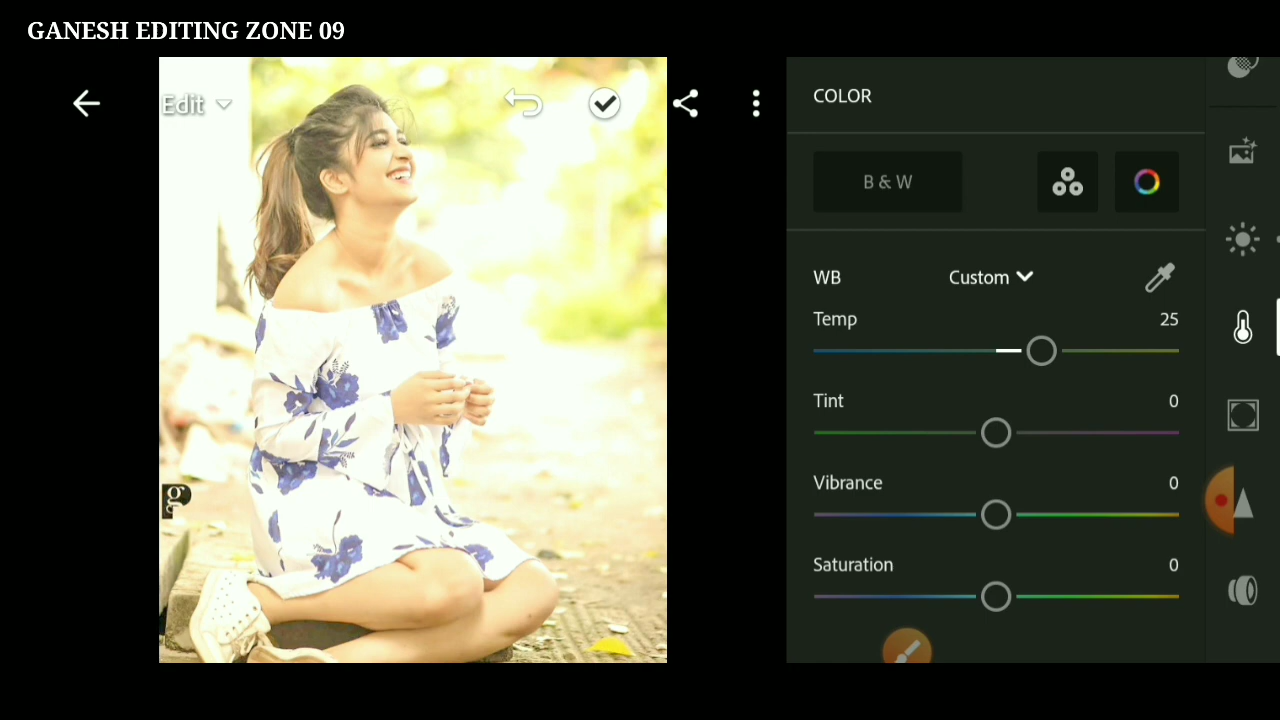 GANESH EDITING ZONE 09
Edit
COLOR
B & W
WB Custom
Temp 25
Tint 0
Vibrance 0
Saturation 0
g